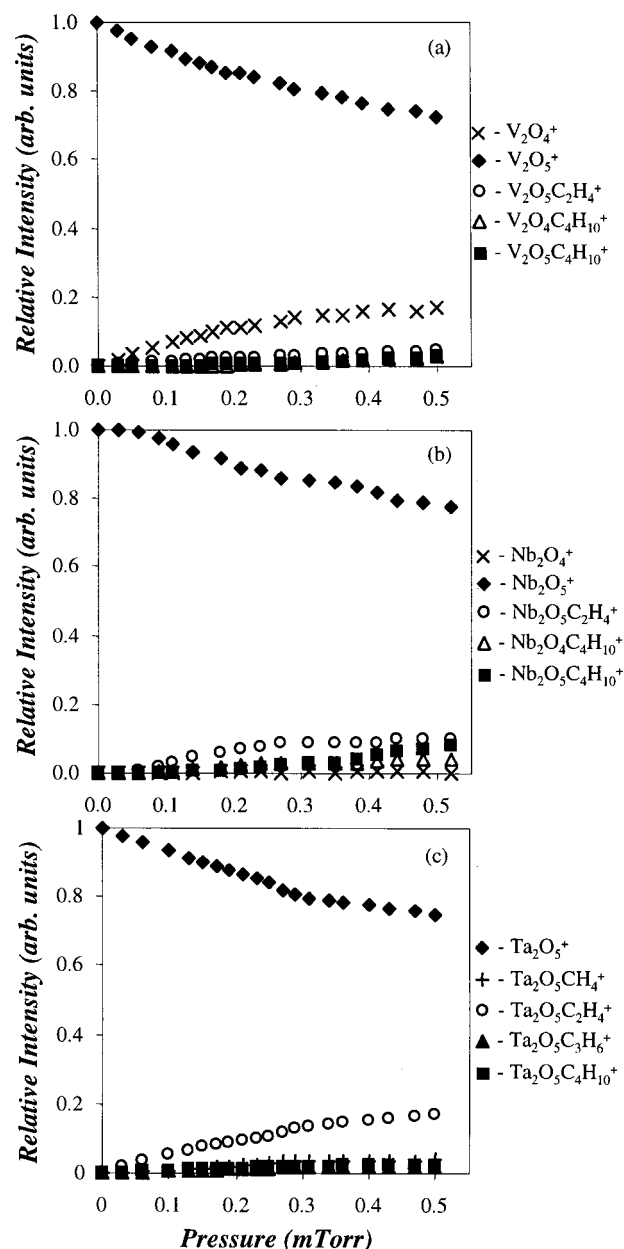 (a)
Relative Intensity (arb. units)
1.0
0.8
0.6
0.4
0.2
0.0
0.0 0.1 0.2 0.3 0.4 0.5
- V₂O₄⁺
- V₂O₅⁺
- V₂O₅C₂H₄⁺
- V₂O₄C₄H₁₀⁺
- V₂O₅C₄H₁₀⁺
(b)
Relative Intensity (arb. units)
1.0
0.8
0.6
0.4
0.2
0.0
0.0 0.1 0.2 0.3 0.4 0.5
- Nb₂O₄⁺
- Nb₂O₅⁺
- Nb₂O₅C₂H₄⁺
- Nb₂O₄C₄H₁₀⁺
- Nb₂O₅C₄H₁₀⁺
(c)
Relative Intensity (arb. units)
1
0.8
0.6
0.4
0.2
0
0 0.1 0.2 0.3 0.4 0.5
Pressure (mTorr)
- Ta₂O₅⁺
- Ta₂O₅CH₄⁺
- Ta₂O₅C₂H₄⁺
- Ta₂O₅C₃H₆⁺
- Ta₂O₅C₄H₁₀⁺